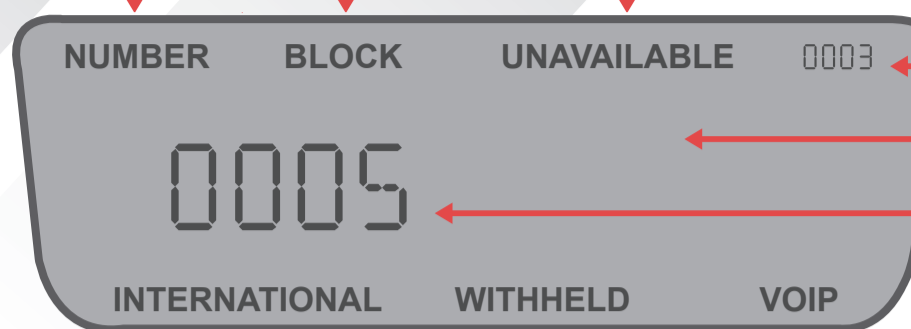 NUMBER BLOCK UNAVAILABLE 0003
0005
INTERNATIONAL WITHHELD VOIP